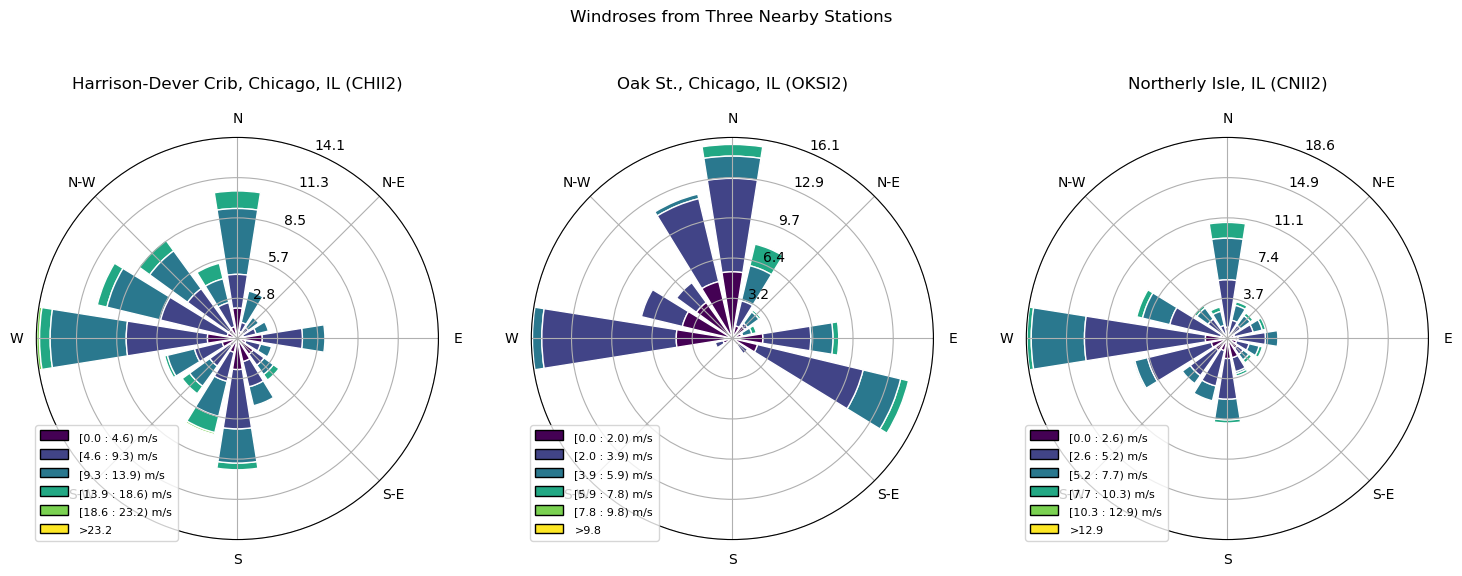 Windroses from Three Nearby Stations
Harrison-Dever Crib, Chicago, IL (CHII2)
N
N-E
E
S-E
S
W
N-W
14.1
11.3
8.5
5.7
2.8
[0.0 : 4.6) m/s
[4.6 : 9.3) m/s
[9.3 : 13.9) m/s
[13.9 : 18.6) m/s
[18.6 : 23.2) m/s
>23.2
Oak St., Chicago, IL (OKSI2)
N
N-E
E
S-E
S
W
N-W
16.1
12.9
9.7
6.4
3.2
[0.0 : 2.0) m/s
[2.0 : 3.9) m/s
[3.9 : 5.9) m/s
[5.9 : 7.8) m/s
[7.8 : 9.8) m/s
>9.8
Northerly Isle, IL (CNII2)
N
N-E
E
S-E
S
W
N-W
18.6
14.9
11.1
7.4
3.7
[0.0 : 2.6) m/s
[2.6 : 5.2) m/s
[5.2 : 7.7) m/s
[7.7 : 10.3) m/s
[10.3 : 12.9) m/s
>12.9